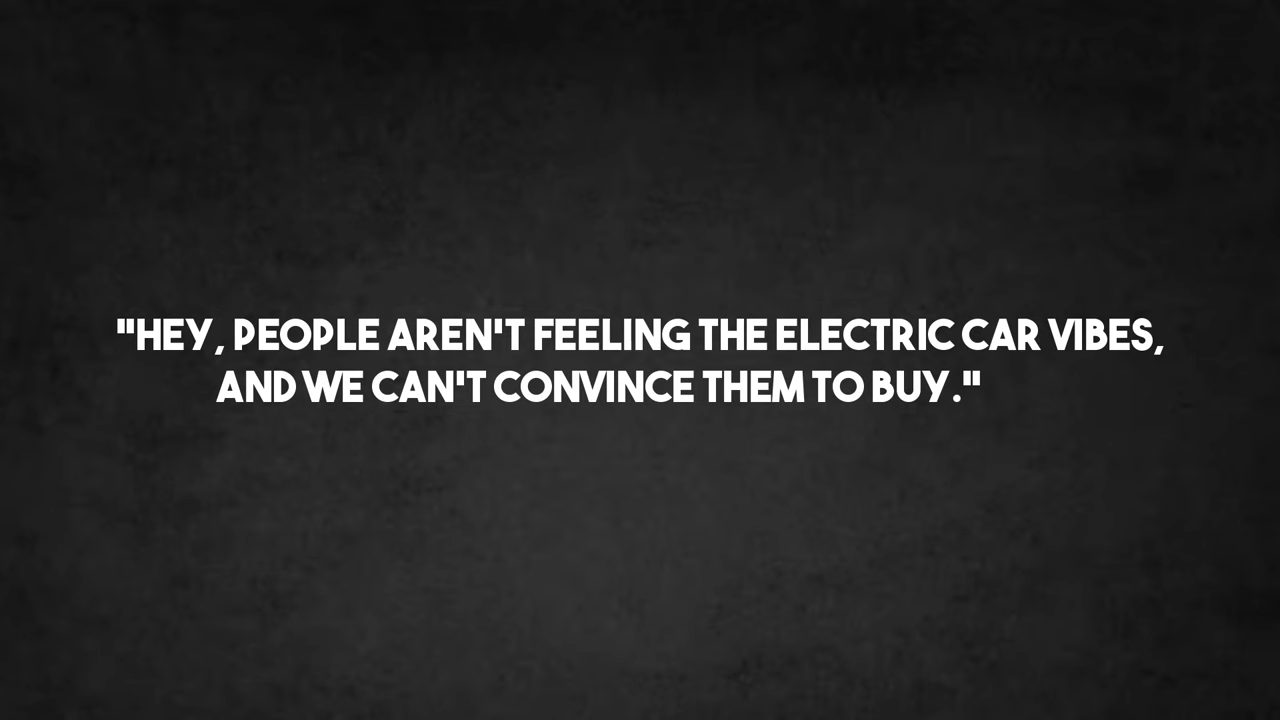 "HEY, PEOPLE AREN'T FEELING THE ELECTRIC CAR VIBES,
AND WE CAN'T CONVINCE THEM TO BUY."